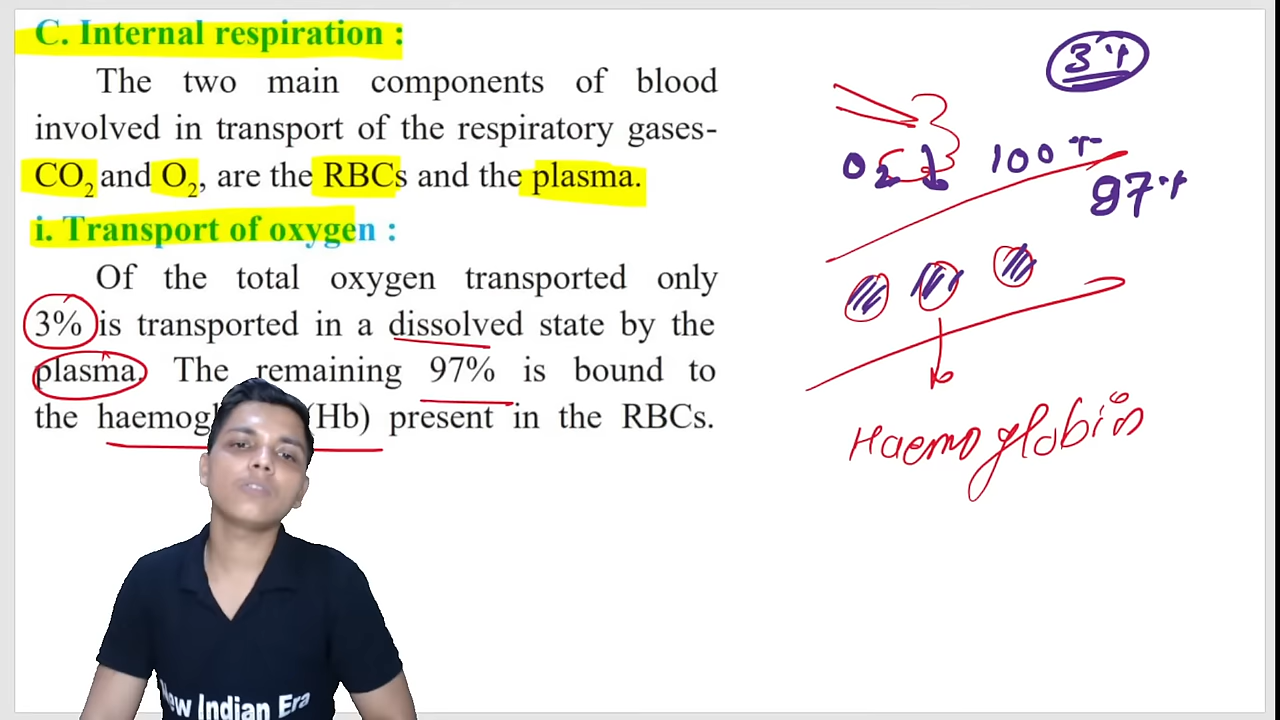 C. Internal respiration :
The two main components of blood
involved in transport of the respiratory gases-
CO2 and O2, are the RBCs and the plasma.
i. Transport of oxygen :
Of the total oxygen transported only
3% is transported in a dissolved state by the
plasma. The remaining 97% is bound to
the haemog (Hb) present in the RBCs.
3%
O2 100%
97%
Haemoglobin
New Indian Era